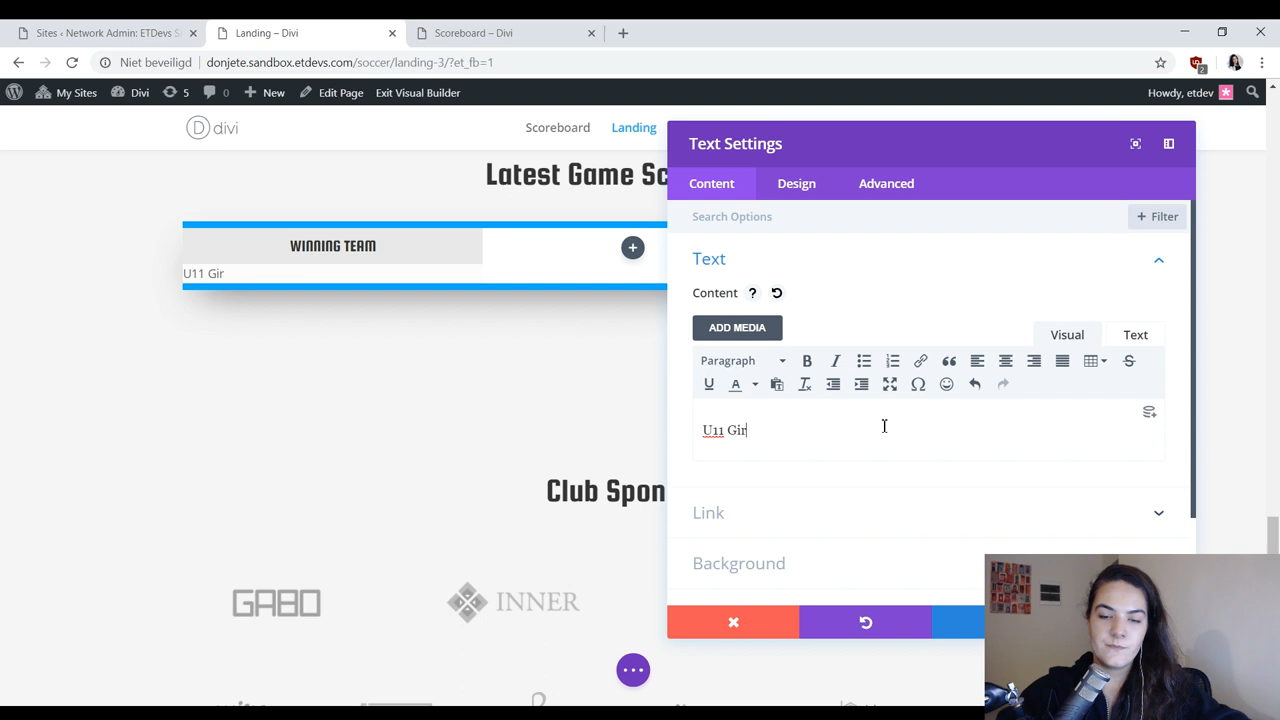 Sites ‹ Network Admin: ETDevs S
Landing – Divi
Scoreboard – Divi
Niet beveiligd
donjete.sandbox.etdevs.com/soccer/landing-3/?et_fb=1
2
My Sites
Divi
5
0
New
Edit Page
Exit Visual Builder
Howdy, etdev
D divi
Scoreboard
Landing
Latest Game Sc
WINNING TEAM
U11 Gir
Club Spon
GABO
INNER
Text Settings
Content
Design
Advanced
Search Options
+ Filter
Text
Content
?
ADD MEDIA
Visual
Text
Paragraph
B
I
U
A
U11 Gir
Link
Background